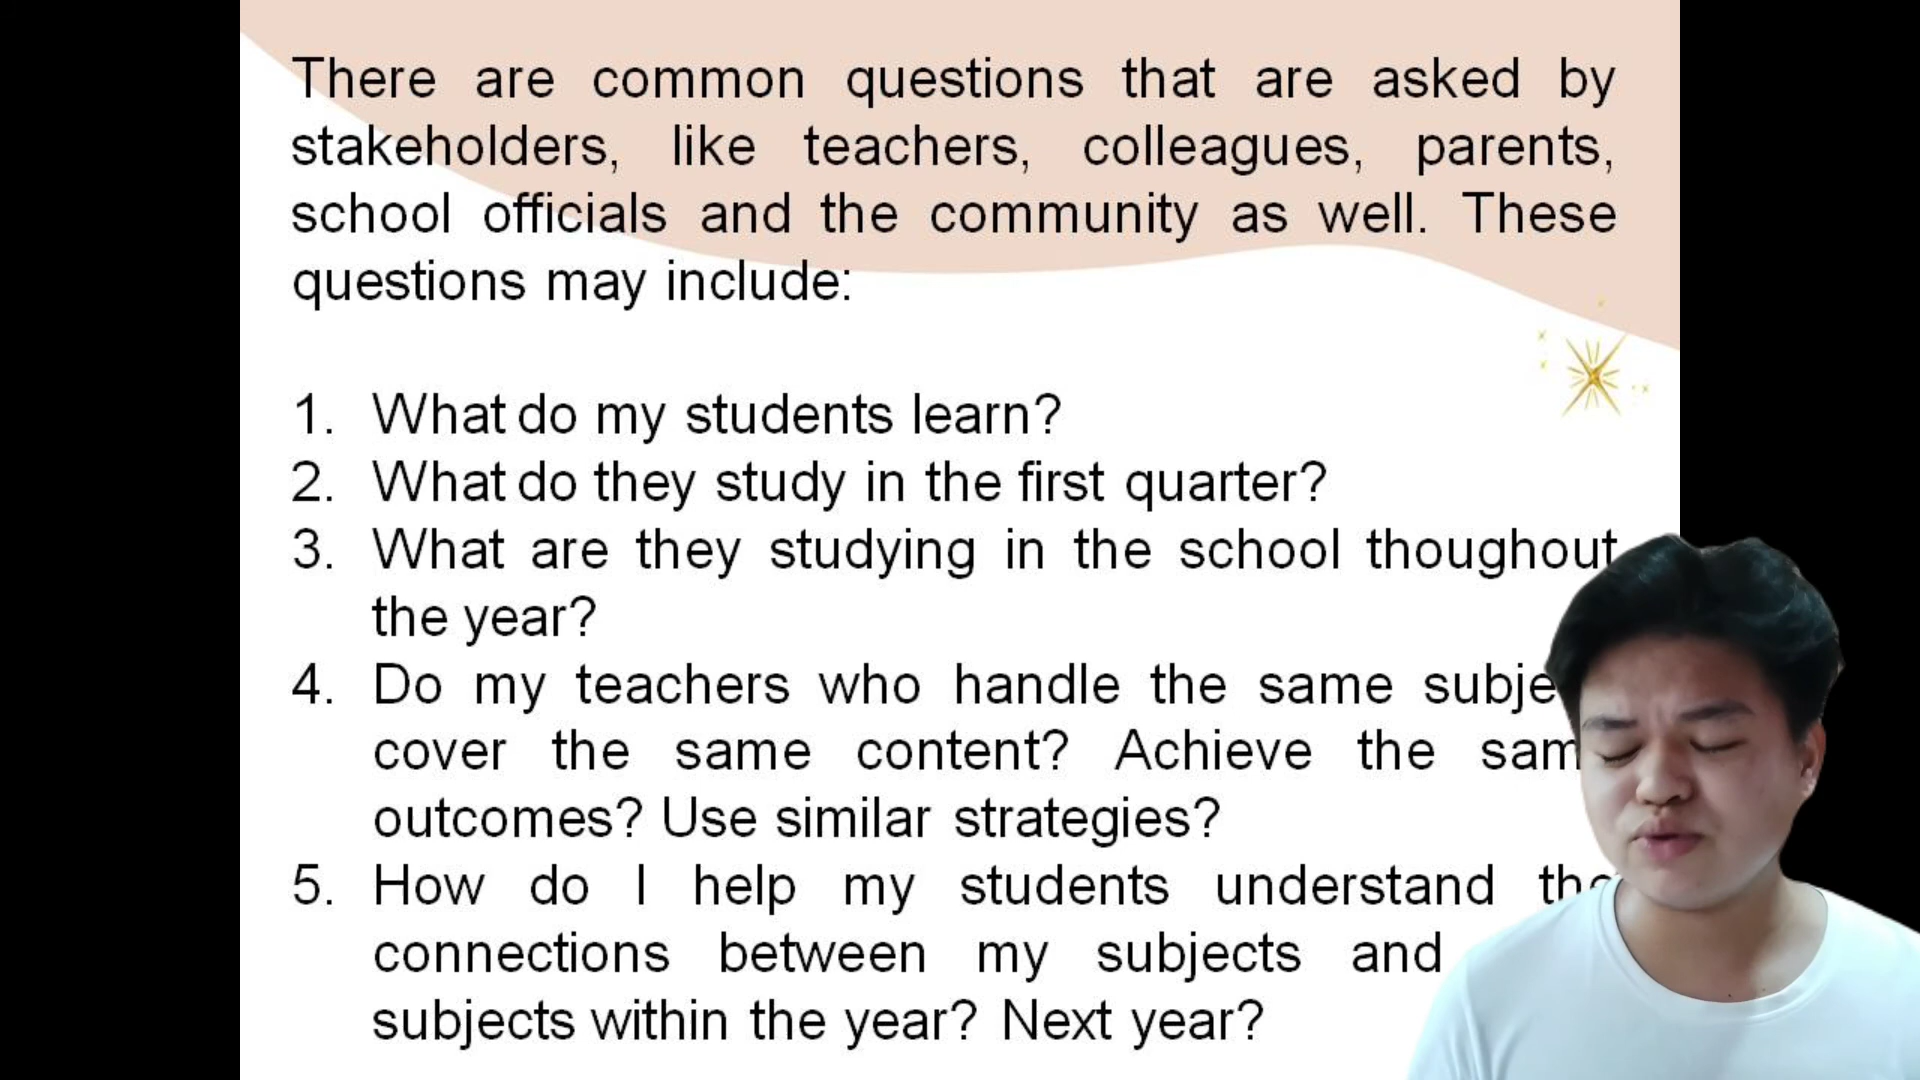 There are common questions that are asked by
stakeholders, like teachers, colleagues, parents,
school officials and the community as well. These
questions may include:
1. What do my students learn?
2. What do they study in the first quarter?
3. What are they studying in the school thoughout
the year?
4. Do my teachers who handle the same
cover the same content? Achieve the
outcomes? Use similar strategies?
5. How do I help my students understand the
connections between my subjects and
subjects within the year? Next year?